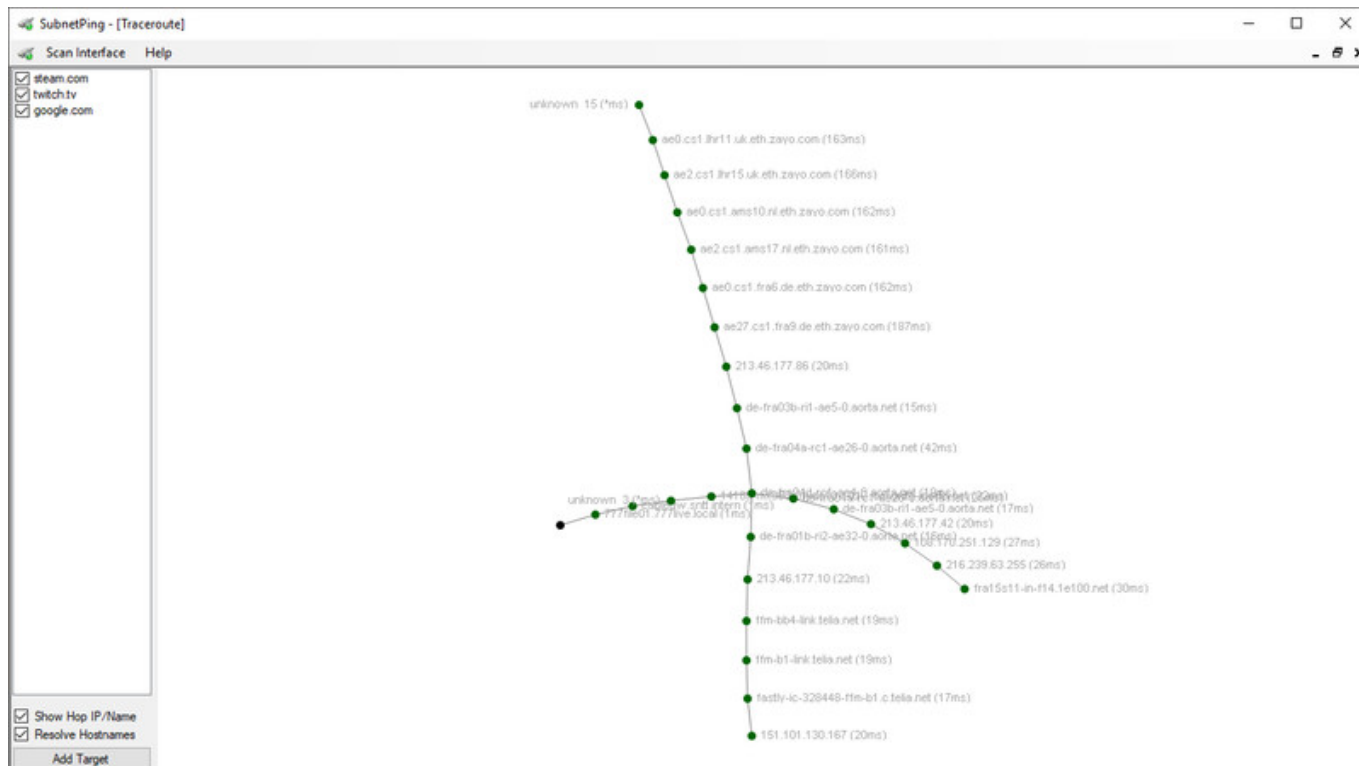 SubnetPing - [Traceroute]
Scan Interface Help
steam.com
twitch.tv
google.com
unknown 15 (*ms)
ae0.cs1.lhr11.uk.eth.zayo.com (163ms)
ae2.cs1.lhr15.uk.eth.zayo.com (166ms)
ae0.cs1.ams10.nl.eth.zayo.com (162ms)
ae2.cs1.ams17.nl.eth.zayo.com (161ms)
ae0.cs1.fra6.de.eth.zayo.com (162ms)
ae27.cs1.fra9.de.eth.zayo.com (187ms)
213.46.177.86 (20ms)
de-fra03b-ri1-ae5-0.aorta.net (15ms)
de-fra04a-rc1-ae26-0.aorta.net (42ms)
unknown 3 (*ms)
777file01.777live.local (1ms)
de-fra03b-ri1-ae5-0.aorta.net (17ms)
213.46.177.42 (20ms)
de-fra01b-ri2-ae32-0.aorta.net (16ms)
108.170.251.129 (27ms)
216.239.63.255 (26ms)
213.46.177.10 (22ms)
fra15s11-in-f14.1e100.net (30ms)
ffm-bb4-link.telia.net (19ms)
ffm-b1-link.telia.net (19ms)
fastly-ic-328448-ffm-b1.c.telia.net (17ms)
151.101.130.167 (20ms)
Show Hop IP/Name
Resolve Hostnames
Add Target